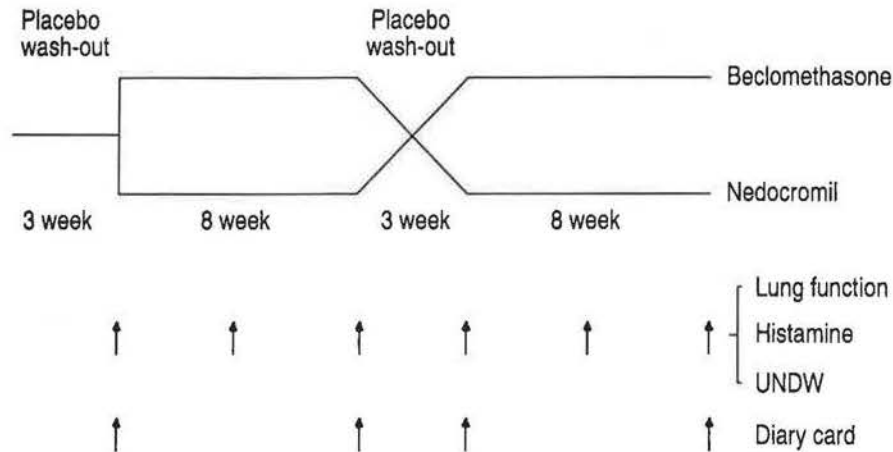 Placebo
wash-out
Placebo
wash-out
Beclomethasone
Nedocromil
3 week
8 week
3 week
8 week
Lung function
Histamine
UNDW
Diary card